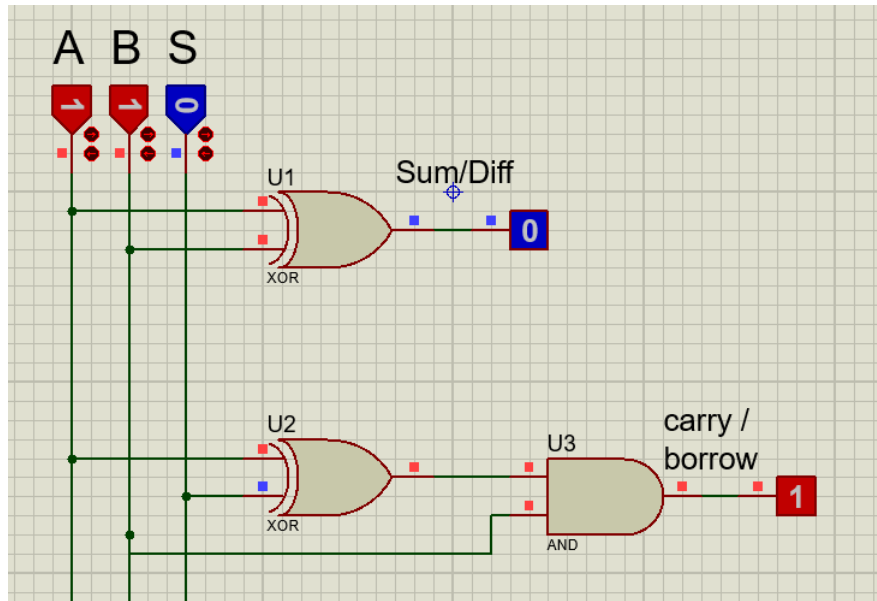 A B S
1 1 0
U1
Sum/Diff
0
XOR
U2
carry /
borrow
U3
1
XOR
AND